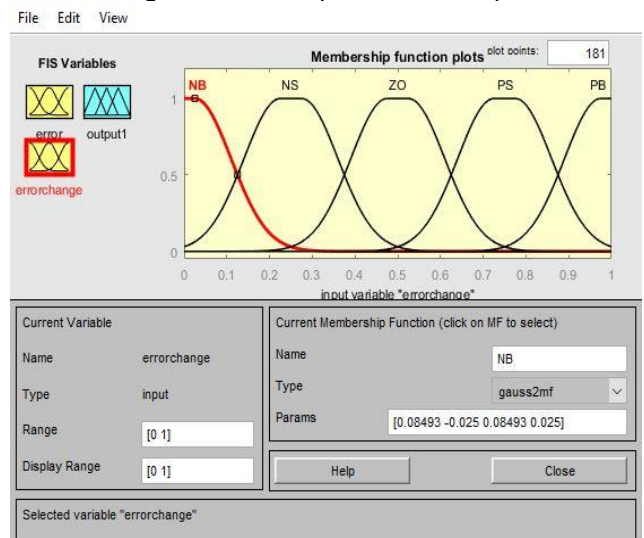 File Edit View
FIS Variables
error
output1
errorchange
Membership function plots
plot points:
181
NB
NS
ZO
PS
PB
1
0.5
0
0 0.1 0.2 0.3 0.4 0.5 0.6 0.7 0.8 0.9 1
input variable "errorchange"
Current Variable
Name errorchange
Type input
Range [0 1]
Display Range [0 1]
Current Membership Function (click on MF to select)
Name NB
Type gauss2mf
Params [0.08493 -0.025 0.08493 0.025]
Help
Close
Selected variable "errorchange"